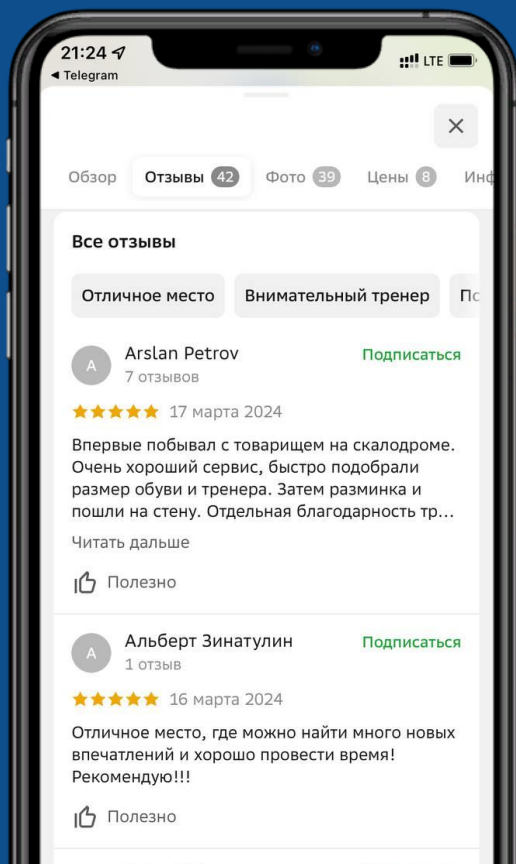 21:24
◀ Telegram
LTE
Обзор Отзывы 42 Фото 39 Цены 8 Инф
Все отзывы
Отличное место Внимательный тренер По
А Arslan Petrov Подписаться
7 отзывов
17 марта 2024
Впервые побывал с товарищем на скалодроме.
Очень хороший сервис, быстро подобрали
размер обуви и тренера. Затем разминка и
пошли на стену. Отдельная благодарность тр...
Читать дальше
Полезно
А Альберт Зинатулин Подписаться
1 отзыв
16 марта 2024
Отличное место, где можно найти много новых
впечатлений и хорошо провести время!
Рекомендую!!!
Полезно